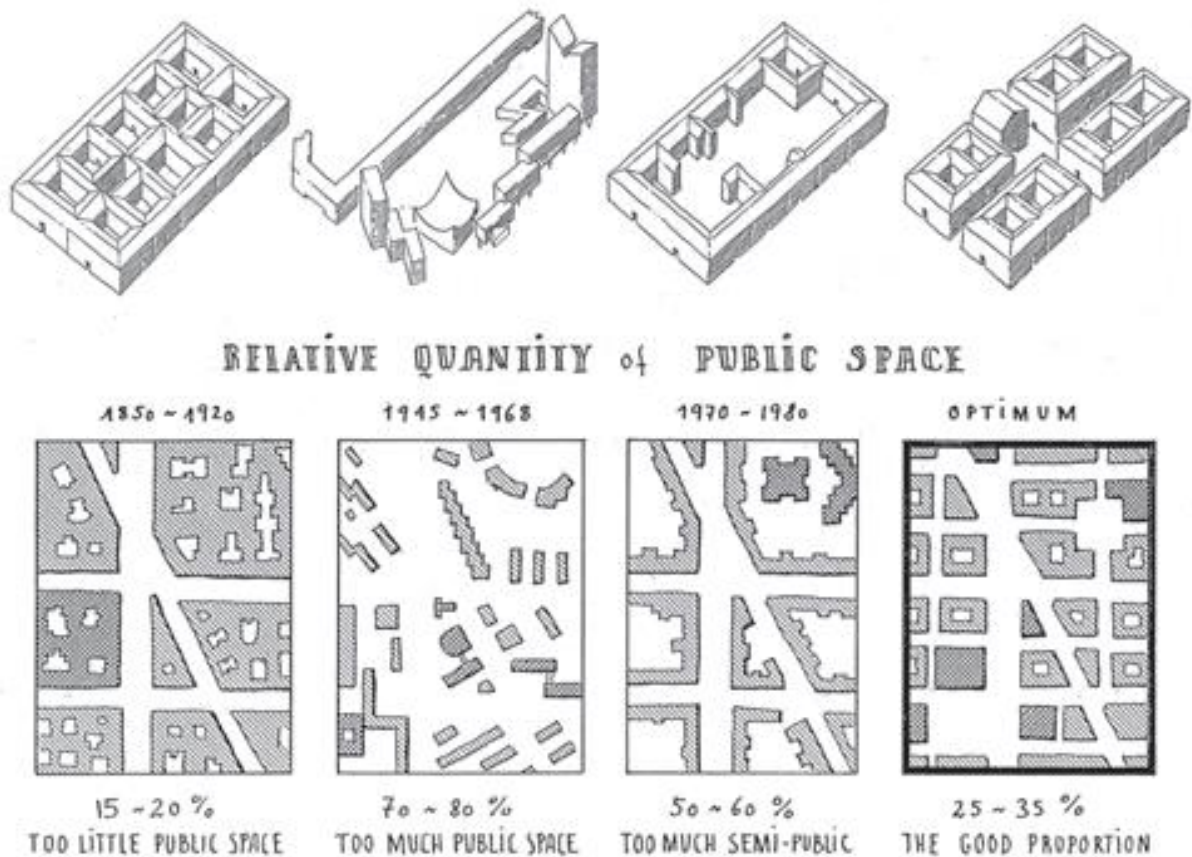 RELATIVE QUANTITY of PUBLIC SPACE
1850 ~ 1920
1945 ~ 1968
1970 ~ 1980
OPTIMUM
15 ~ 20 %
70 ~ 80 %
50 ~ 60 %
25 ~ 35 %
TOO LITTLE PUBLIC SPACE
TOO MUCH PUBLIC SPACE
TOO MUCH SEMI-PUBLIC
THE GOOD PROPORTION